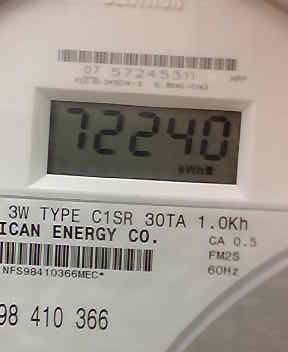 07 57245311
72240
kWh
3W TYPE C1SR 30TA 1.0Kh
ICAN ENERGY CO.
CA 0.5
FM2S
60Hz
NFS98410366MEC*
98 410 366